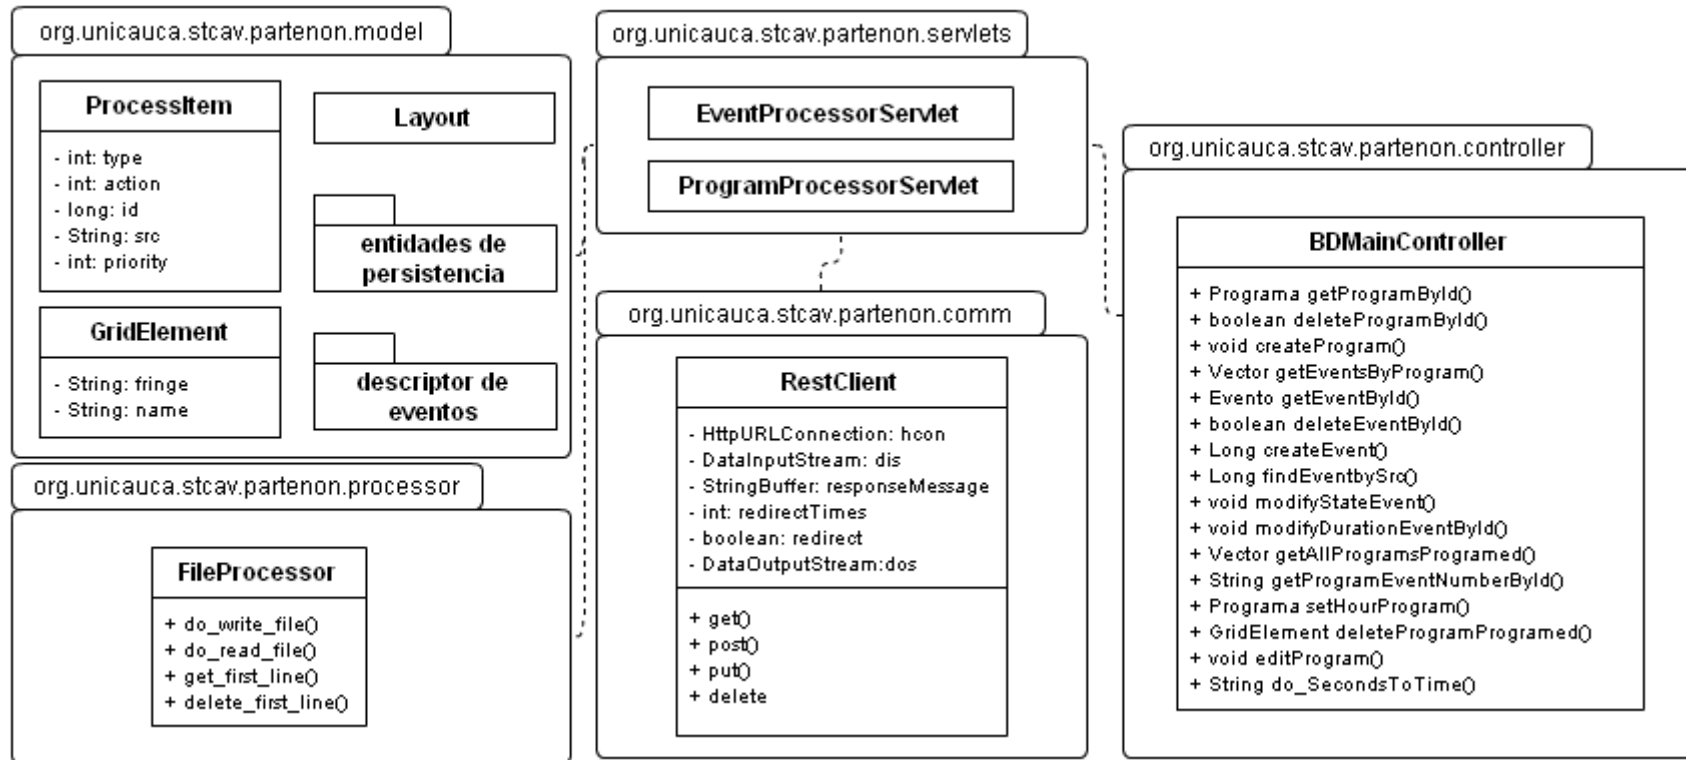 org.unicauca.stcav.partenon.model
ProcessItem
- int: type
- int: action
- long: id
- String: src
- int: priority
Layout
entidades de
persistencia
GridElement
- String: fringe
- String: name
descriptor de
eventos
org.unicauca.stcav.partenon.processor
FileProcessor
+ do_write_file()
+ do_read_file()
+ get_first_line()
+ delete_first_line()
org.unicauca.stcav.partenon.servlets
EventProcessorServlet
ProgramProcessorServlet
org.unicauca.stcav.partenon.comm
RestClient
- HttpURLConnection: hcon
- DataInputStream: dis
- StringBuffer: responseMessage
- int: redirectTimes
- boolean: redirect
- DataOutputStream:dos
+ get()
+ post()
+ put()
+ delete
org.unicauca.stcav.partenon.controller
BDMainController
+ Programa getProgramById()
+ boolean deleteProgramById()
+ void createProgram()
+ Vector getEventsByProgram()
+ Evento getEventById()
+ boolean deleteEventById()
+ Long createEvent()
+ Long findEventbySrc()
+ void modifyStateEvent()
+ void modifyDurationEventById()
+ Vector getAllProgramsProgramed()
+ String getProgramEventNumberById()
+ Programa setHourProgram()
+ GridElement deleteProgramProgramed()
+ void editProgram()
+ String do_SecondsToTime()